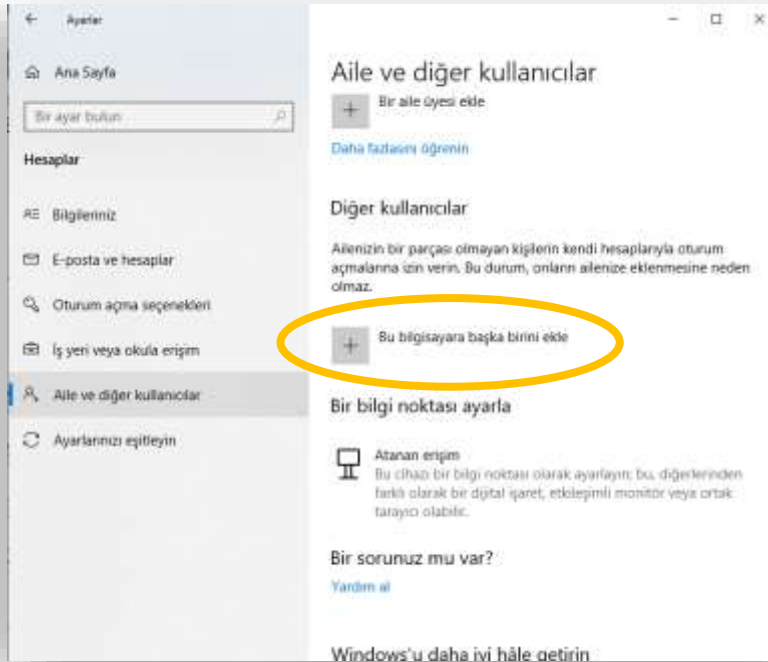 Ayarlar
Ana Sayfa
Bir ayar bulun
Hesaplar
Bilgileriniz
E-posta ve hesaplar
Oturum açma seçenekleri
İş yeri veya okula erişim
Aile ve diğer kullanıcılar
Ayarlarınızı eşitleyin
Aile ve diğer kullanıcılar
Bir aile üyesi ekle
Daha fazlasını öğrenin
Diğer kullanıcılar
Ailenizin bir parçası olmayan kişilerin kendi hesaplarıyla oturum
açmalarına izin verin. Bu durum, onların ailenize eklenmesine neden
olmaz.
Bu bilgisayara başka birini ekle
Bir bilgi noktası ayarla
Atanan erişim
Bu cihazı bir bilgi noktası olarak ayarlayın; bu, diğerlerinden
farklı olarak bir dijital işaret, etkileşimli monitör veya ortak
tarayıcı olabilir.
Bir sorunuz mu var?
Yardım al
Windows'u daha iyi hâle getirin